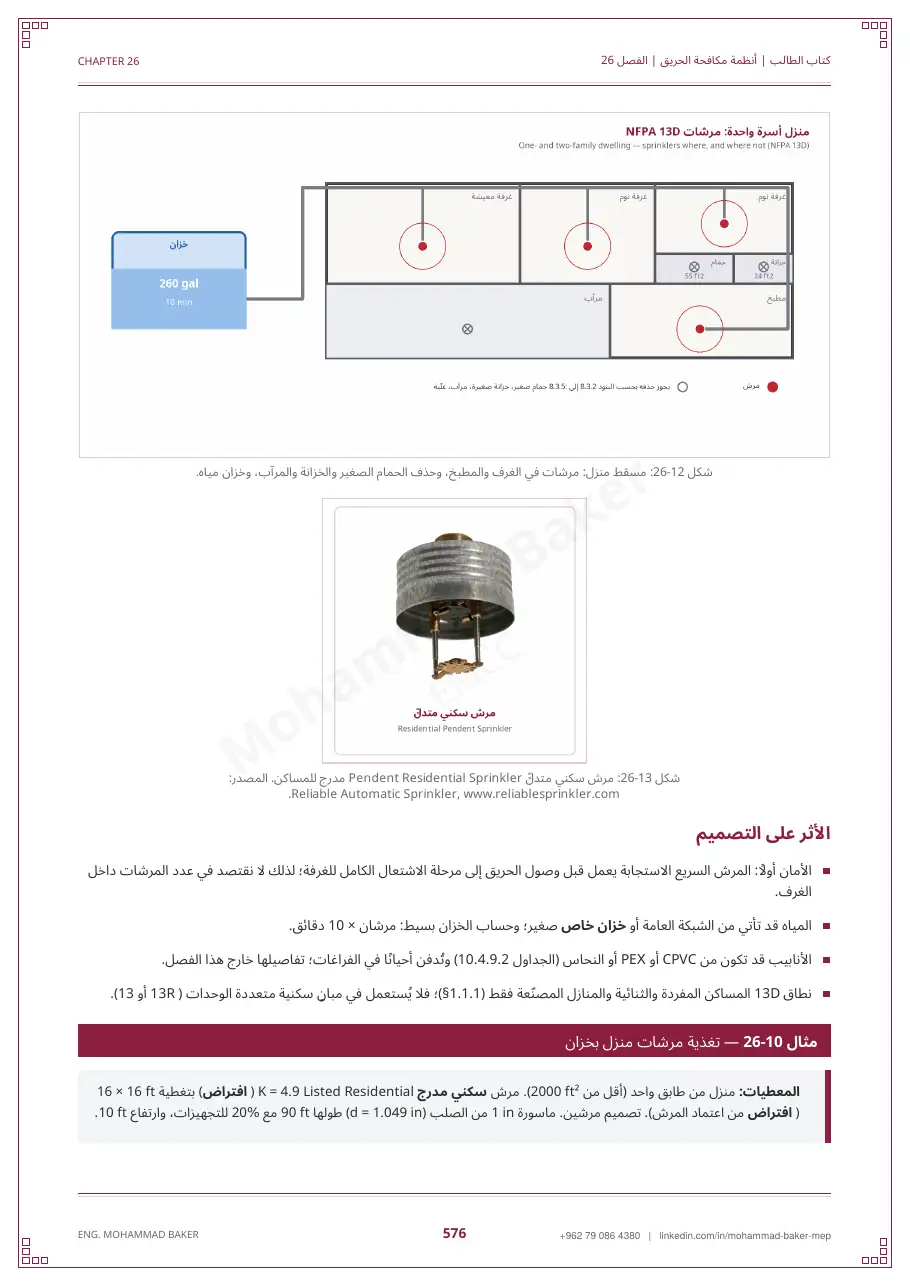 كتاب الطالب | أنظمة مكافحة الحريق | الفصل 26
CHAPTER 26
منزل أسرة واحدة: مرشات NFPA 13D
One- and two-family dwelling — sprinklers where, and where not (NFPA 13D)
غرفة معيشة
غرفة نوم
غرفة نوم
خزان
260 gal
10 min
حمام
55 ft2
خزانة
24 ft2
مرآب
مطبخ
مرش
يجوز حذفه بحسب البنود 8.3.2 إلى 8.3.5: حمام صغير، خزانة صغيرة، مرآب، علّية
شكل 12-26: مسقط منزل: مرشات في الغرف والمطبخ، وحذف الحمام الصغير والخزانة والمرآب، وخزان مياه.
Mohammad Baker
مرش سكني متدلّ
Residential Pendent Sprinkler
شكل 13-26: مرش سكني متدلّ Pendent Residential Sprinkler مدرج للمساكن. المصدر:
Reliable Automatic Sprinkler, www.reliablesprinkler.com.
الأثر على التصميم
▪ الأمان أولًا: المرش السريع الاستجابة يعمل قبل وصول الحريق إلى مرحلة الاشتعال الكامل للغرفة؛ لذلك لا نقتصد في عدد المرشات داخل
الغرف.
▪ المياه قد تأتي من الشبكة العامة أو خزان خاص صغير؛ وحساب الخزان بسيط: مرشان × 10 دقائق.
▪ الأنابيب قد تكون من CPVC أو PEX أو النحاس (الجداول 10.4.9.2) وتُدفن أحيانًا في الفراغات؛ تفاصيلها خارج هذا الفصل.
▪ نطاق 13D المساكن المفردة والثنائية والمنازل المصنّعة فقط (§1.1.1)؛ فلا يُستعمل في مبانٍ سكنية متعددة الوحدات ( 13R أو 13).
مثال 10-26 — تغذية مرشات منزل بخزان
المعطيات: منزل من طابق واحد (أقل من 2000 ft²). مرش سكني مدرج K = 4.9 Listed Residential ( افتراض) بتغطية 16 × 16 ft
( افتراض من اعتماد المرش). تصميم مرشين. ماسورة 1 in من الصلب (d = 1.049 in) طولها 90 ft مع 20% للتجهيزات، وارتفاع 10 ft.
ENG. MOHAMMAD BAKER
576
+962 79 086 4380 | linkedin.com/in/mohammad-baker-mep